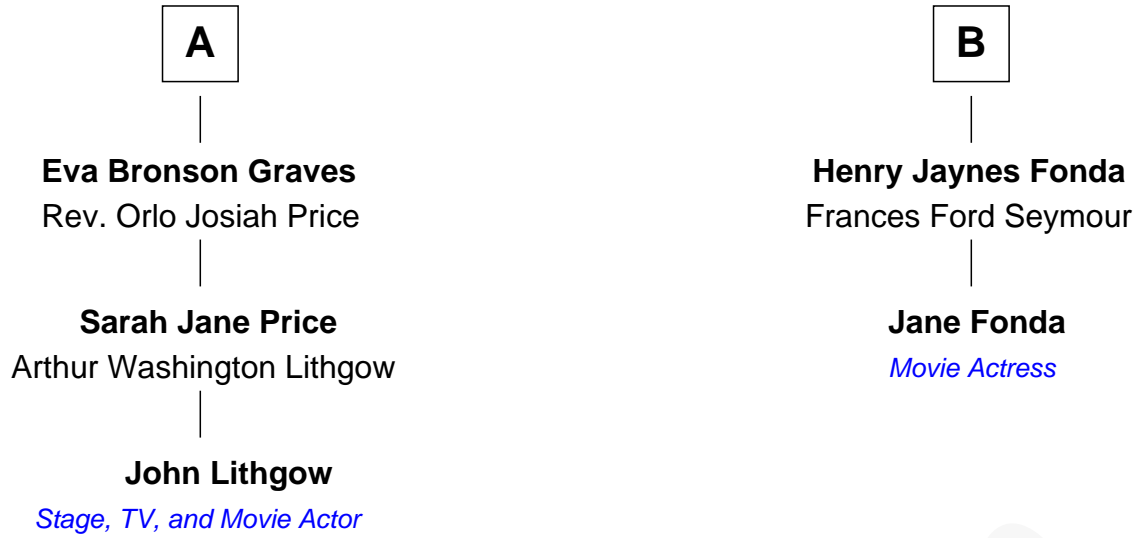 A
Eva Bronson Graves
Rev. Orlo Josiah Price
Sarah Jane Price
Arthur Washington Lithgow
John Lithgow
Stage, TV, and Movie Actor
B
Henry Jaynes Fonda
Frances Ford Seymour
Jane Fonda
Movie Actress